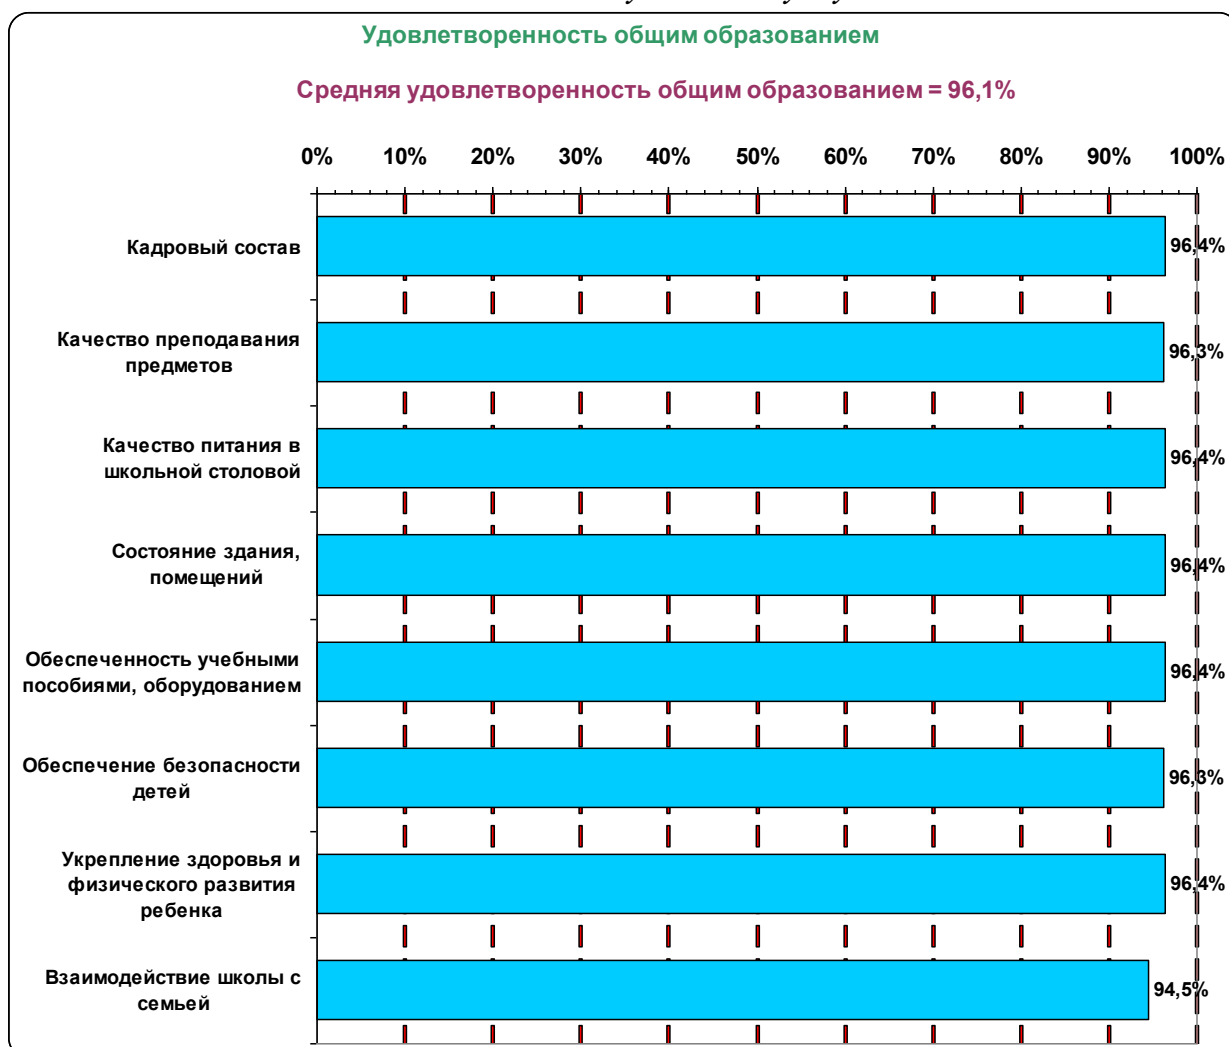 Удовлетворенность общим образованием
Средняя удовлетворенность общим образованием = 96,1%
0% 10% 20% 30% 40% 50% 60% 70% 80% 90% 100%
Кадровый состав
96,4%
Качество преподавания
предметов
96,3%
Качество питания в
школьной столовой
96,4%
Состояние здания,
помещений
96,4%
Обеспеченность учебными
пособиями, оборудованием
96,4%
Обеспечение безопасности
детей
96,3%
Укрепление здоровья и
физического развития
ребенка
96,4%
Взаимодействие школы с
семьей
94,5%